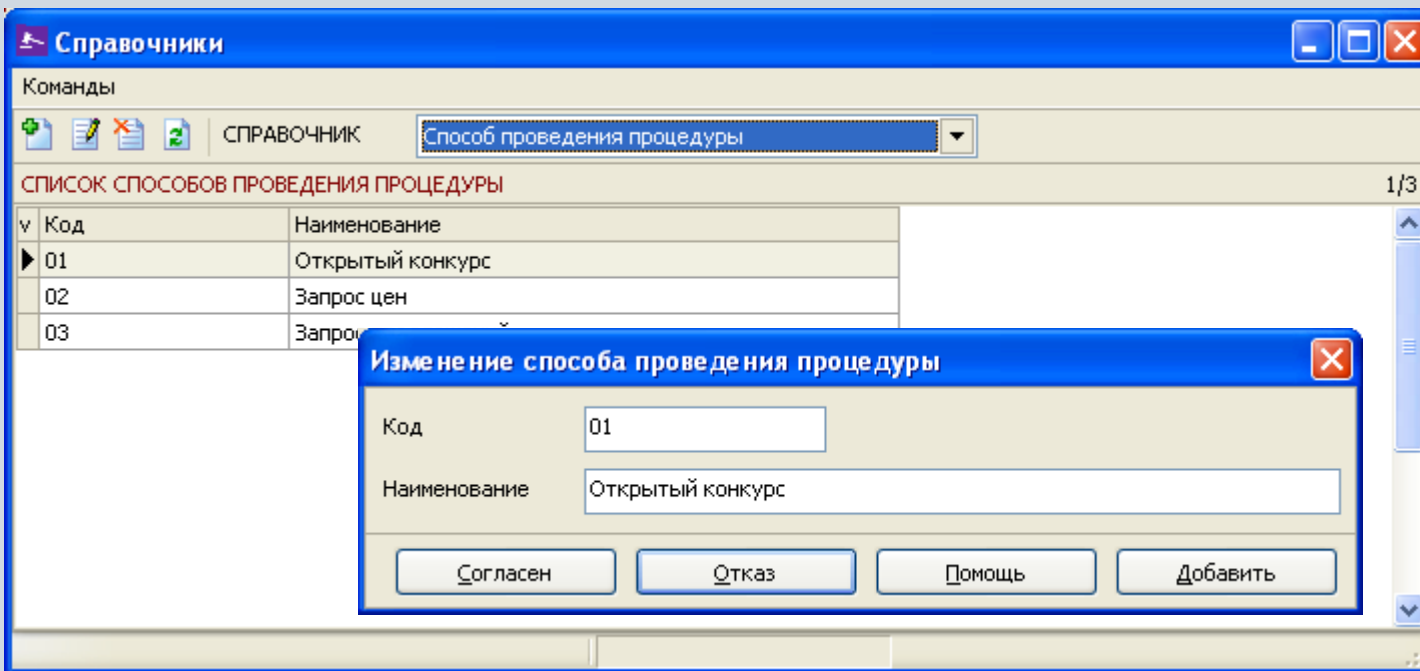 Справочники
Команды
СПРАВОЧНИК Способ проведения процедуры
СПИСОК СПОСОБОВ ПРОВЕДЕНИЯ ПРОЦЕДУРЫ 1/3
v Код Наименование
01 Открытый конкурс
02 Запрос цен
03
Изменение способа проведения процедуры
Код 01
Наименование Открытый конкурс
Согласен Отказ Помощь Добавить